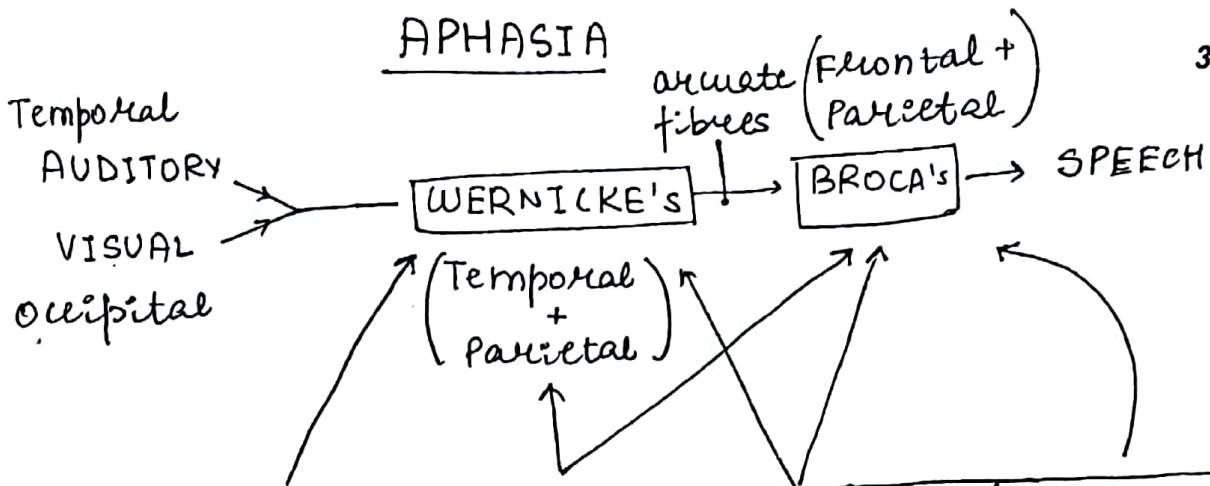 APHASIA
3
arcuate
fibres
(Frontal +
Parietal)
Temporal
AUDITORY
VISUAL
Occipital
WERNICKE's
BROCA's
SPEECH
(Temporal
+
Parietal)